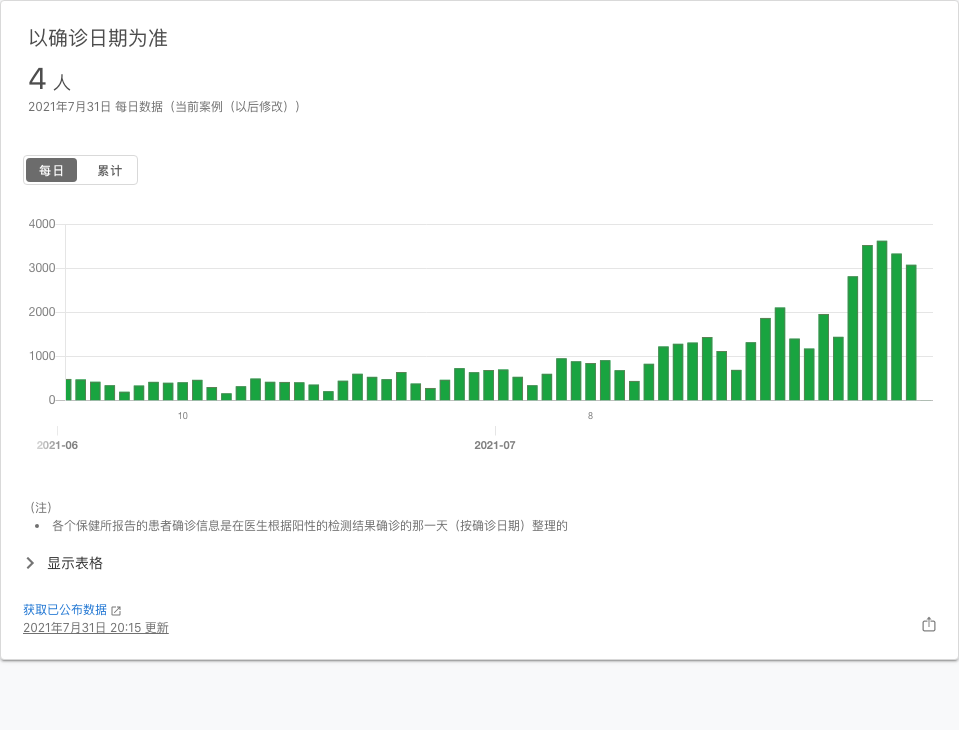 以确诊日期为准
4 人
2021年7月31日 每日数据（当前案例（以后修改））
每日 累计
4000
3000
2000
1000
0
10 8
2021-06 2021-07
（注）
• 各个保健所报告的患者确诊信息是在医生根据阳性的检测结果确诊的那一天（按确诊日期）整理的
显示表格
获取已公布数据
2021年7月31日 20:15 更新